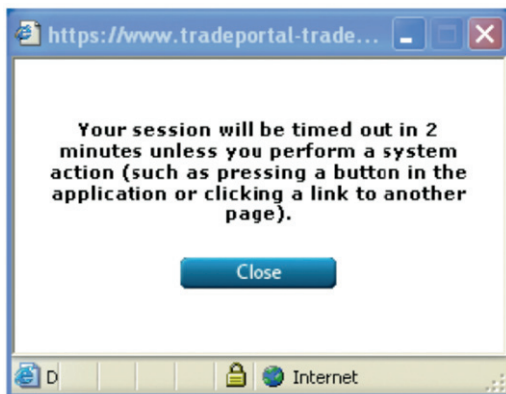 https://www.tradeportal-trade...
Your session will be timed out in 2
minutes unless you perform a system
action (such as pressing a button in the
application or clicking a link to another
page).
Close
D
Internet